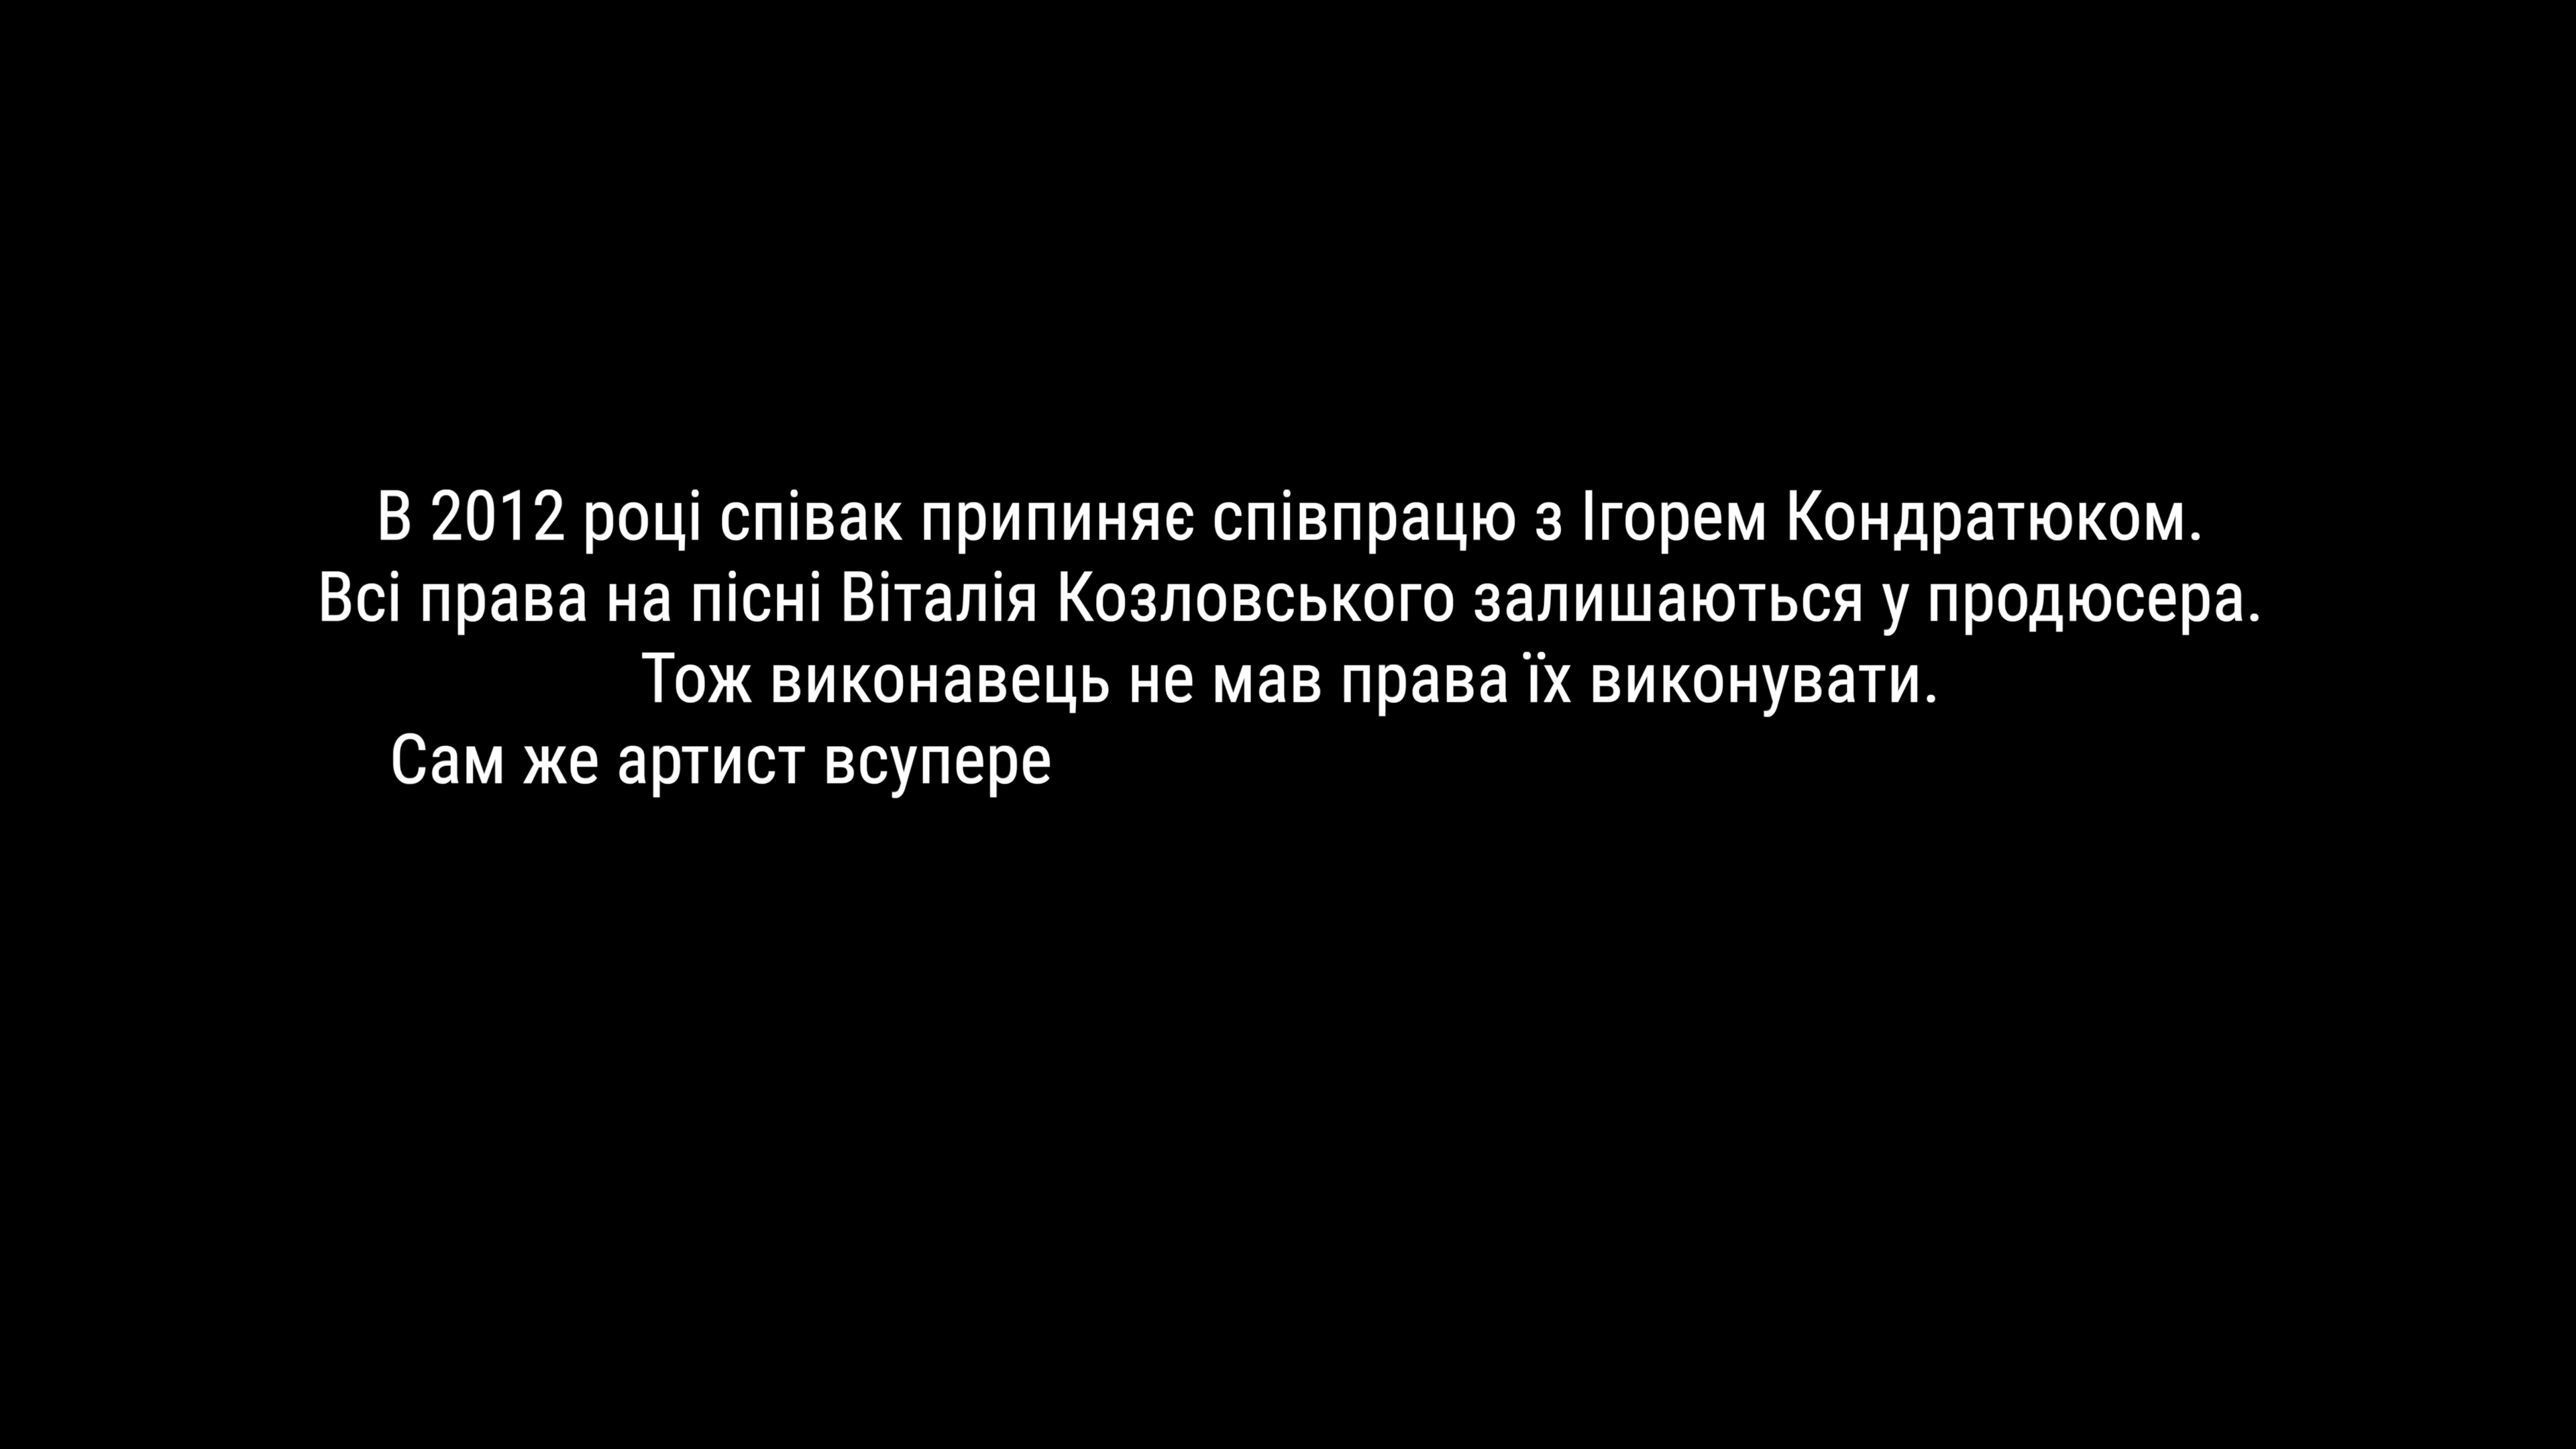 В 2012 році співак припиняє співпрацю з Ігорем Кондратюком.
Всі права на пісні Віталія Козловського залишаються у продюсера.
Тож виконавець не мав права їх виконувати.
Сам же артист всупере